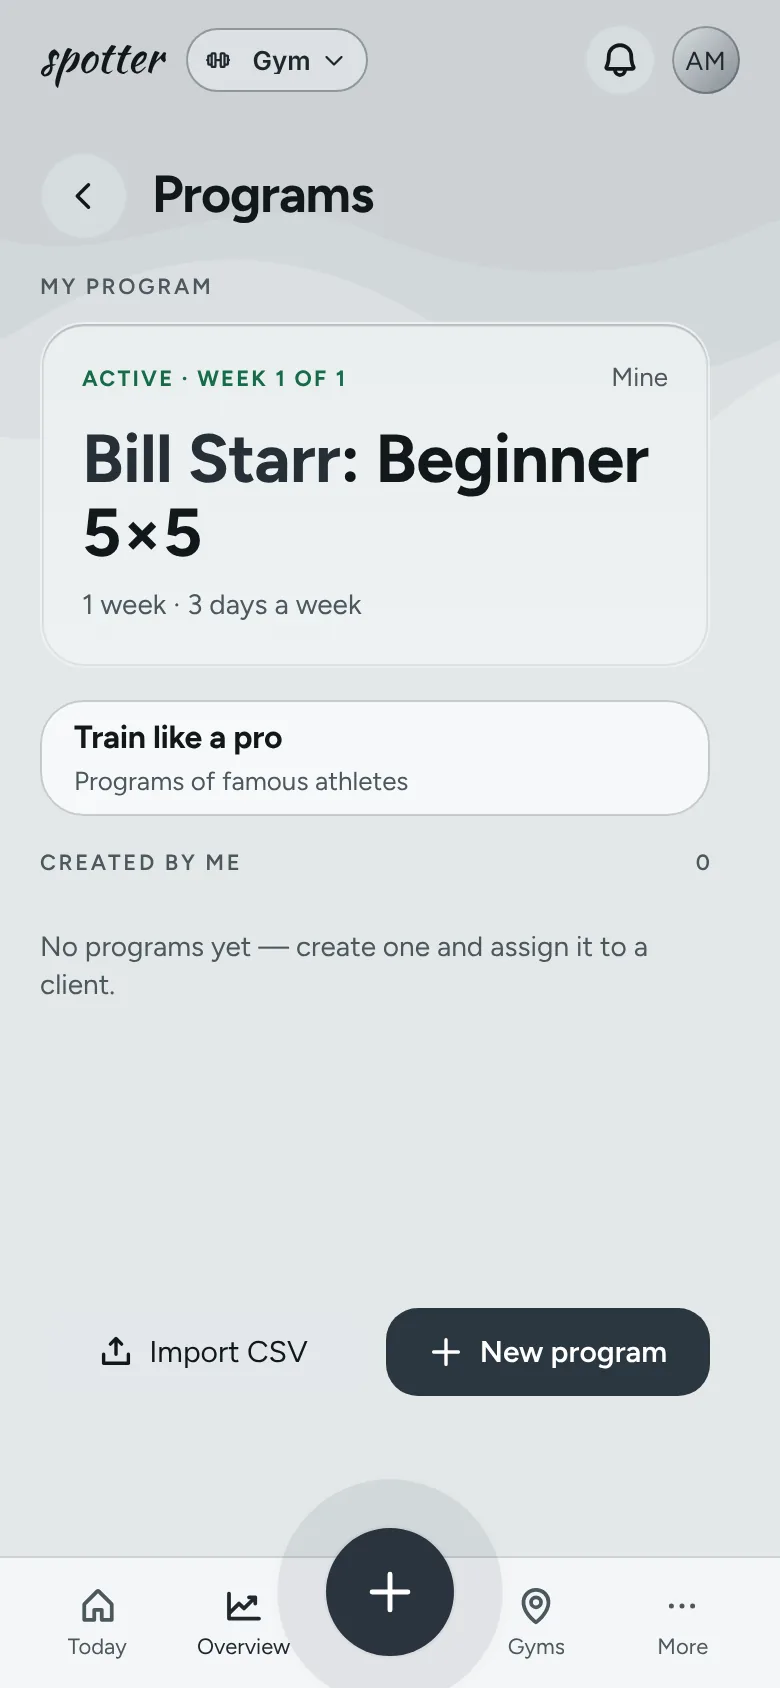 spotter
Gym
AM
Programs
MY PROGRAM
ACTIVE · WEEK 1 OF 1
Mine
Bill Starr: Beginner
5×5
1 week · 3 days a week
Train like a pro
Programs of famous athletes
CREATED BY ME
0
No programs yet — create one and assign it to a
client.
Import CSV
New program
Today
Overview
Gyms
More